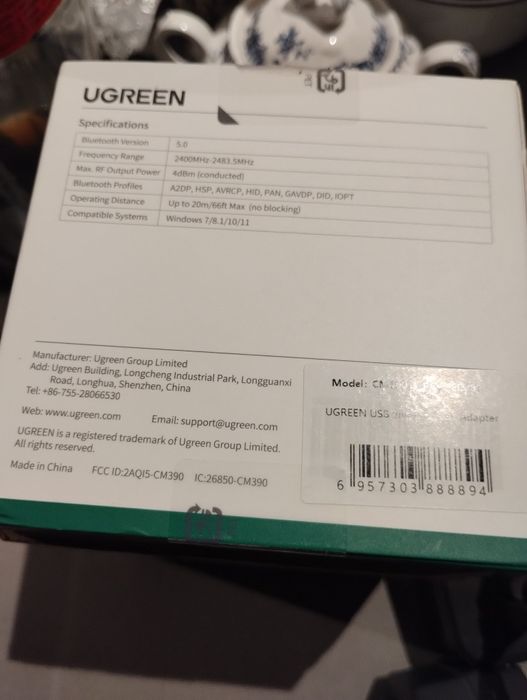 UGREEN
Specifications
Bluetooth Version 5.0
Frequency Range 2400MHz-2483.5MHz
Max. RF Output Power 4dBm (conducted)
Bluetooth Profiles A2DP, HSP, AVRCP, HID, PAN, GAVDP, DID, IOPT
Operating Distance Up to 20m/66ft Max (no blocking)
Compatible Systems Windows 7/8.1/10/11
Manufacturer: Ugreen Group Limited
Add: Ugreen Building, Longcheng Industrial Park, Longguanxi
Road, Longhua, Shenzhen, China
Tel: +86-755-28066530
Web: www.ugreen.com Email: support@ugreen.com
UGREEN is a registered trademark of Ugreen Group Limited.
All rights reserved.
Made in China FCC ID:2AQI5-CM390 IC:26850-CM390
Model:
UGREEN USB Adapter
6 957303 888894